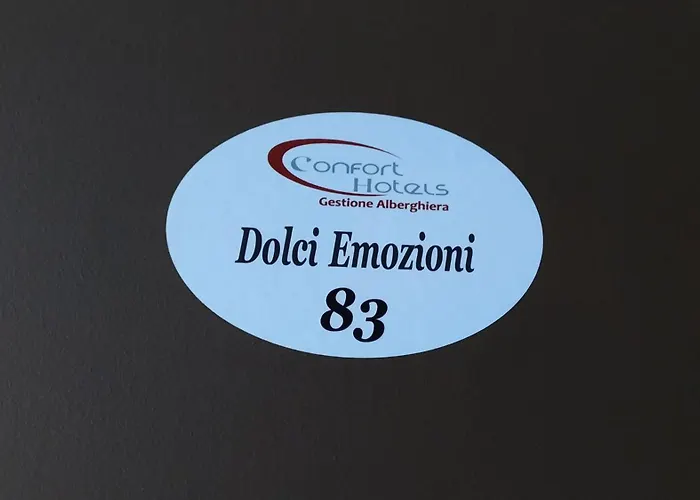 Confort
Hotels
Gestione Alberghiera
Dolci Emozioni
83